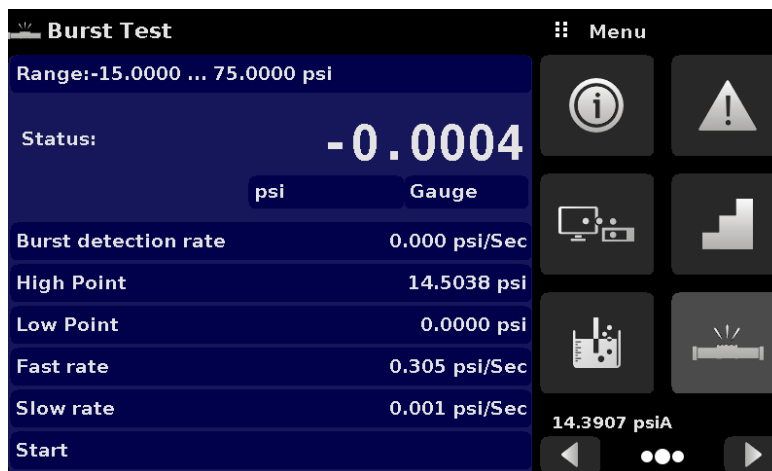 Burst Test
Menu
Range:-15.0000 ... 75.0000 psi
Status:
-0.0004
psi Gauge
Burst detection rate 0.000 psi/Sec
High Point 14.5038 psi
Low Point 0.0000 psi
Fast rate 0.305 psi/Sec
Slow rate 0.001 psi/Sec
Start
14.3907 psiA